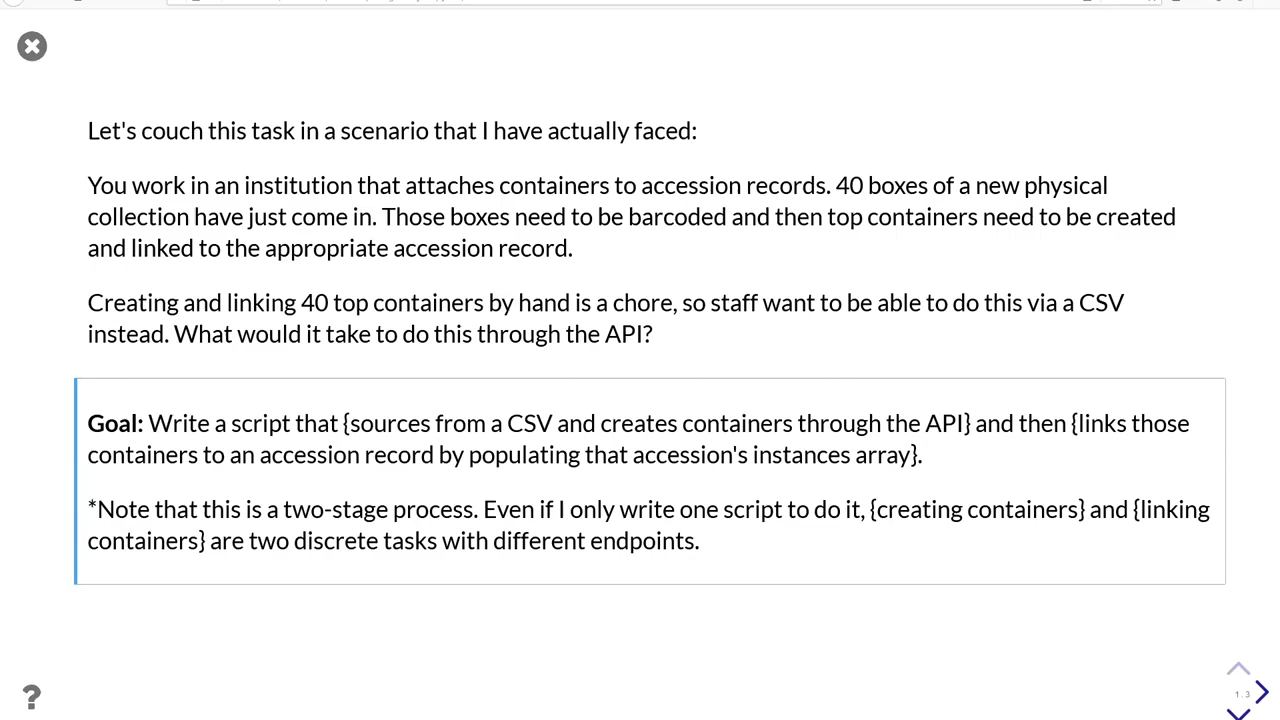 Let's couch this task in a scenario that I have actually faced:
You work in an institution that attaches containers to accession records. 40 boxes of a new physical
collection have just come in. Those boxes need to be barcoded and then top containers need to be created
and linked to the appropriate accession record.
Creating and linking 40 top containers by hand is a chore, so staff want to be able to do this via a CSV
instead. What would it take to do this through the API?
Goal: Write a script that {sources from a CSV and creates containers through the API} and then {links those
containers to an accession record by populating that accession's instances array}.
*Note that this is a two-stage process. Even if I only write one script to do it, {creating containers} and {linking
containers} are two discrete tasks with different endpoints.
?
1.3